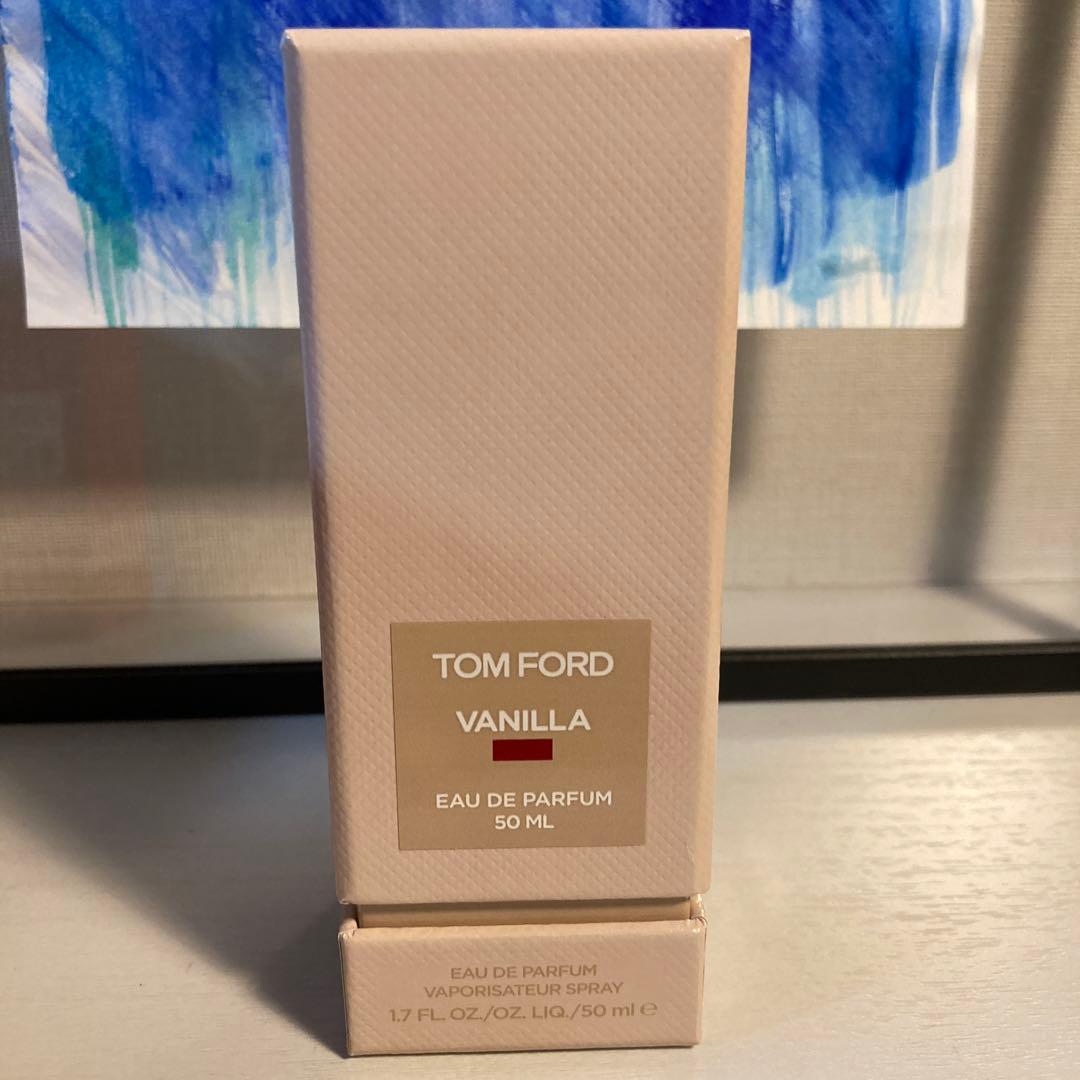 TOM FORD
VANILLA
EAU DE PARFUM
50 ML
EAU DE PARFUM
VAPORISATEUR SPRAY
1.7 FL. OZ./OZ. LIQ./50 ml ℮